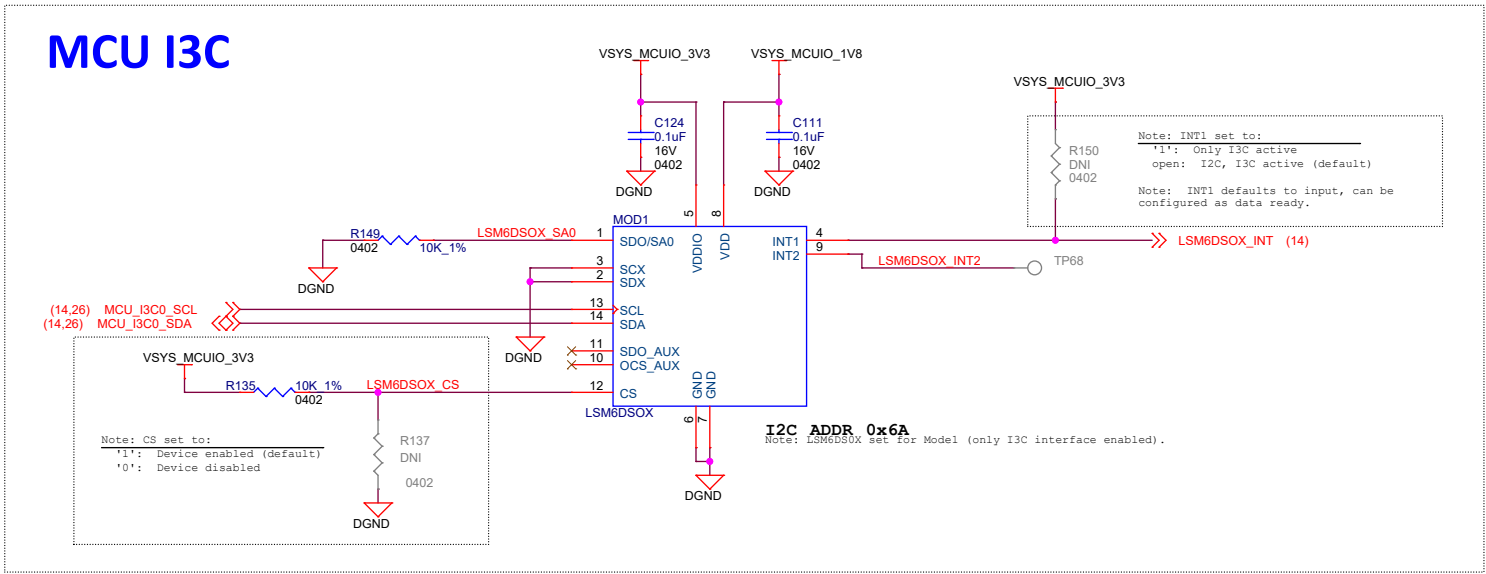 MCU I3C
VSYS_MCUIO_3V3
VSYS_MCUIO_1V8
VSYS_MCUIO_3V3
C124
0.1uF
16V
0402
DGND
C111
0.1uF
16V
0402
DGND
R150
DNI
0402
Note: INT1 set to:
'1': Only I3C active
open: I2C, I3C active (default)
Note: INT1 defaults to input, can be
configured as data ready.
MOD1
5
8
VDDIO
VDD
R149
0402
10K_1%
LSM6DSOX_SA0
1
SDO/SA0
DGND
3
SCX
2
SDX
(14,26) MCU_I3C0_SCL
13
SCL
(14,26) MCU_I3C0_SDA
14
SDA
DGND
11
SDO_AUX
10
OCS_AUX
12
CS
4
INT1
9
INT2
LSM6DSOX_INT (14)
LSM6DSOX_INT2
TP68
VSYS_MCUIO_3V3
R135
10K_1%
0402
LSM6DSOX_CS
R137
DNI
0402
DGND
Note: CS set to:
'1': Device enabled (default)
'0': Device disabled
GND
GND
6
7
LSM6DSOX
DGND
I2C ADDR 0x6A
Note: LSM6DS0X set for Mode1 (only I3C interface enabled).